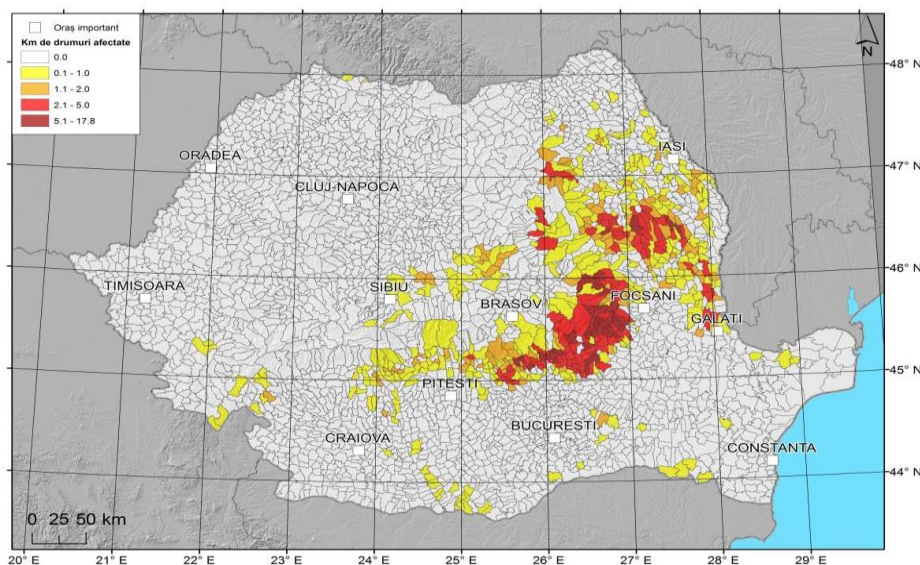 Oraș important
Km de drumuri afectate
0.0
0.1 - 1.0
1.1 - 2.0
2.1 - 5.0
5.1 - 17.8
N
48°
IASI
ORADEA
47°
CLUJ-NAPOCA
46°
TIMISOARA
SIBIU
BRASOV
FOCSANI
GALATI
45°
PITESTI
CRAIOVA
BUCURESTI
CONSTANTA
44°
0 25 50 km
20° E
21°
22°
23°
24°
25°
26°
27°
28°
29°